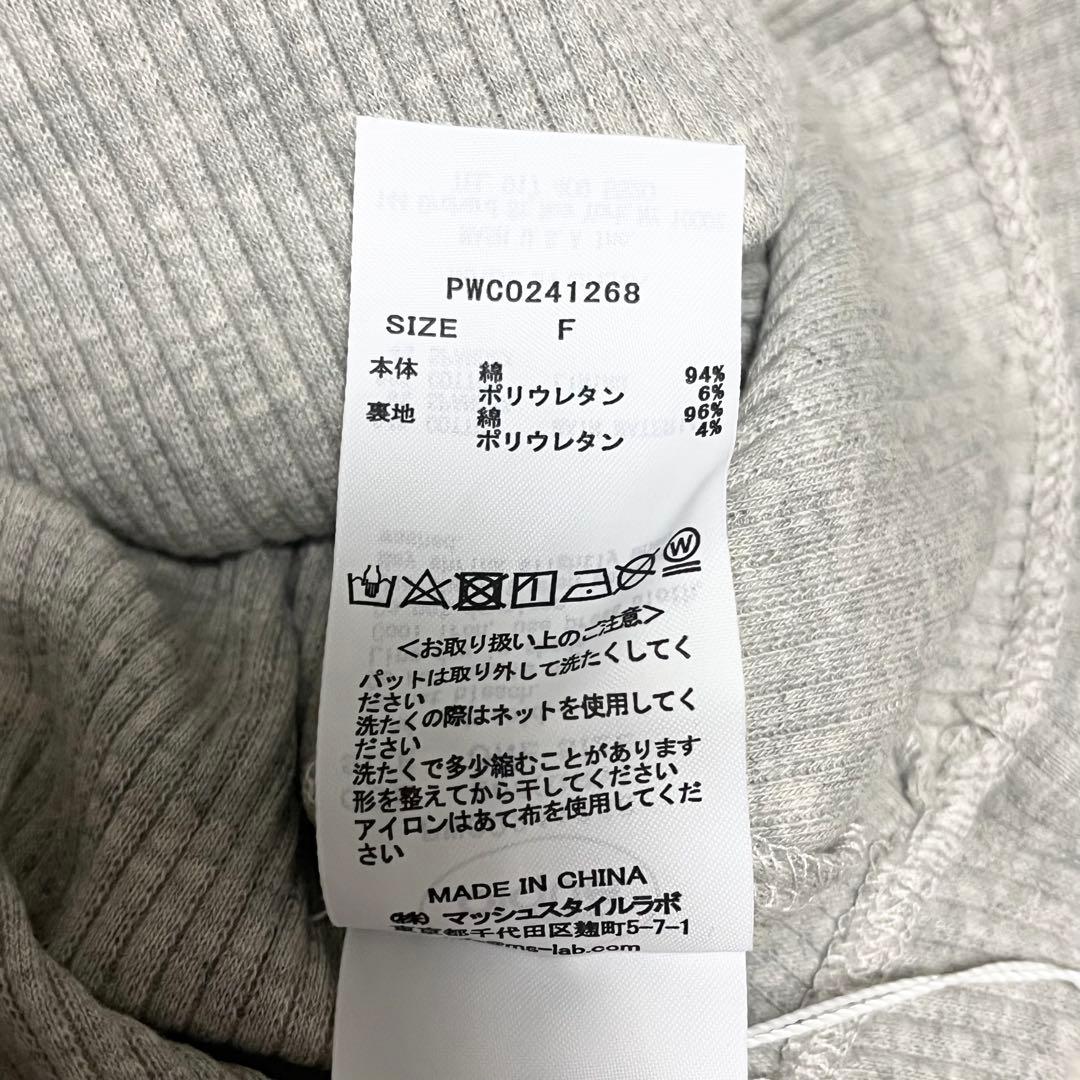 PWCO241268
SIZE F
本体 綿 94%
ポリウレタン 6%
裏地 綿 96%
ポリウレタン 4%
W
<お取り扱い上のご注意>
パットは取り外して洗たくしてく
ださい
洗たくの際はネットを使用してく
ださい
洗たくで多少縮むことがあります
形を整えてから干してください
アイロンはあて布を使用してくだ
さい
MADE IN CHINA
(株) マッシュスタイルラボ
東京都千代田区麹町5-7-1